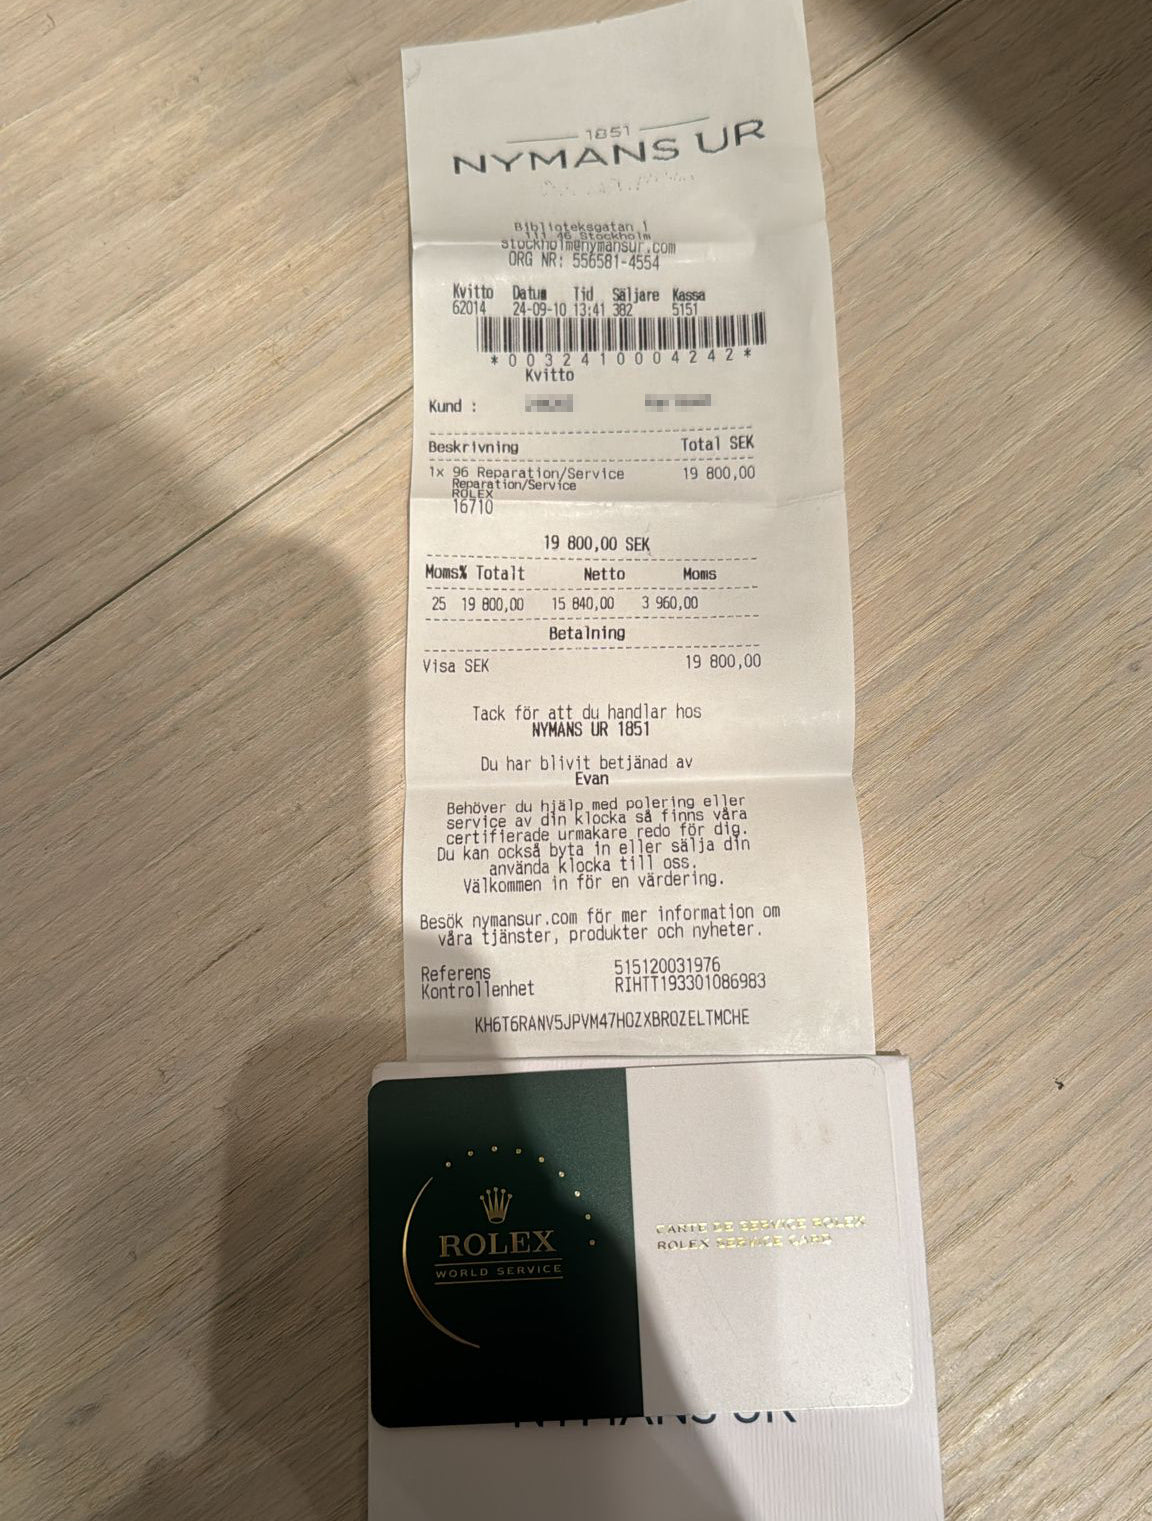 1851
NYMANS UR
Biblioteksgatan 1
111 46 Stockholm
stockholm@nymansur.com
ORG NR: 556581-4554
Kvitto Datum Tid Säljare Kassa
62014 24-09-10 13:41 382 5151
*0032410004242*
Kvitto
Kund :
Beskrivning Total SEK
1x 96 Reparation/Service 19 800,00
Reparation/Service
ROLEX
16710
19 800,00 SEK
Moms% Totalt Netto Moms
25 19 800,00 15 840,00 3 960,00
Betalning
Visa SEK 19 800,00
Tack för att du handlar hos
NYMANS UR 1851
Du har blivit betjänad av
Evan
Behöver du hjälp med polering eller
service av din klocka så finns våra
certifierade urmakare redo för dig.
Du kan också byta in eller sälja din
använda klocka till oss.
Välkommen in för en värdering.
Besök nymansur.com för mer information om
våra tjänster, produkter och nyheter.
Referens 515120031976
Kontrollenhet RIHTT193301086983
KH6T6RANV5JPVM47HOZXBROZELTMCHE
ROLEX
WORLD SERVICE
CARTE DE SERVICE ROLEX
ROLEX SERVICE CARD
NYMANS UR